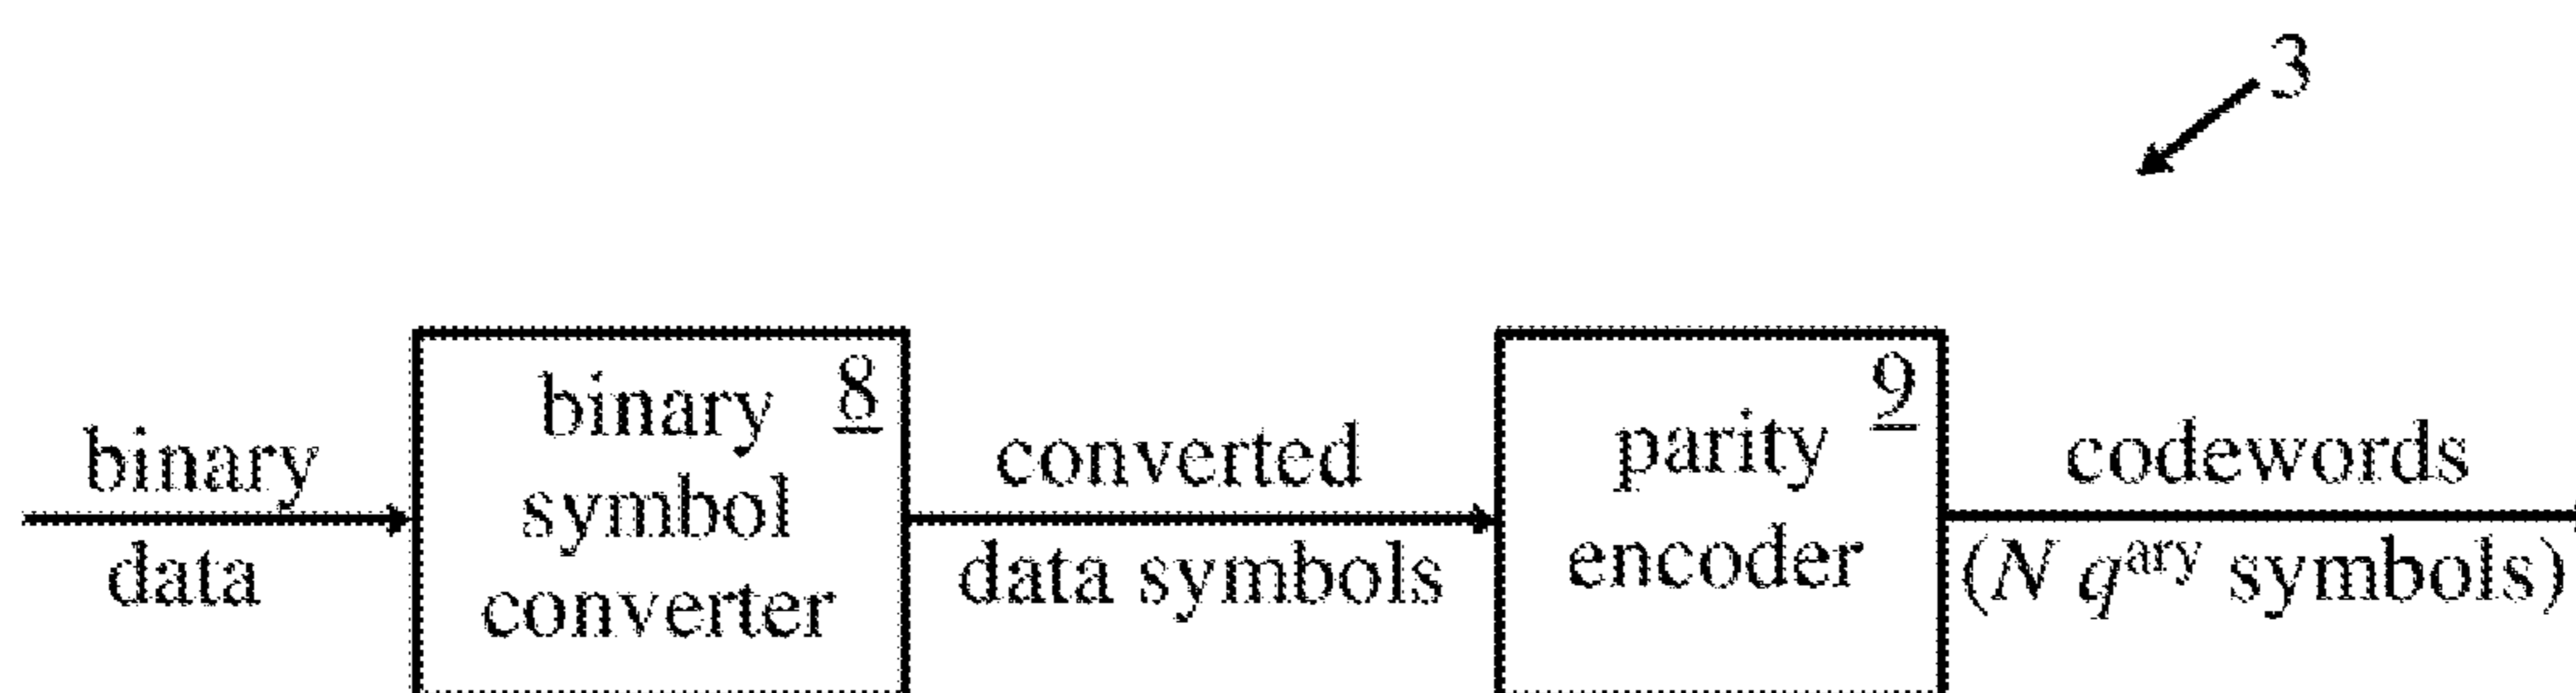 3
binary
data
binary 8
symbol
converter
converted
data symbols
parity 9
encoder
codewords
(N q^ary symbols)